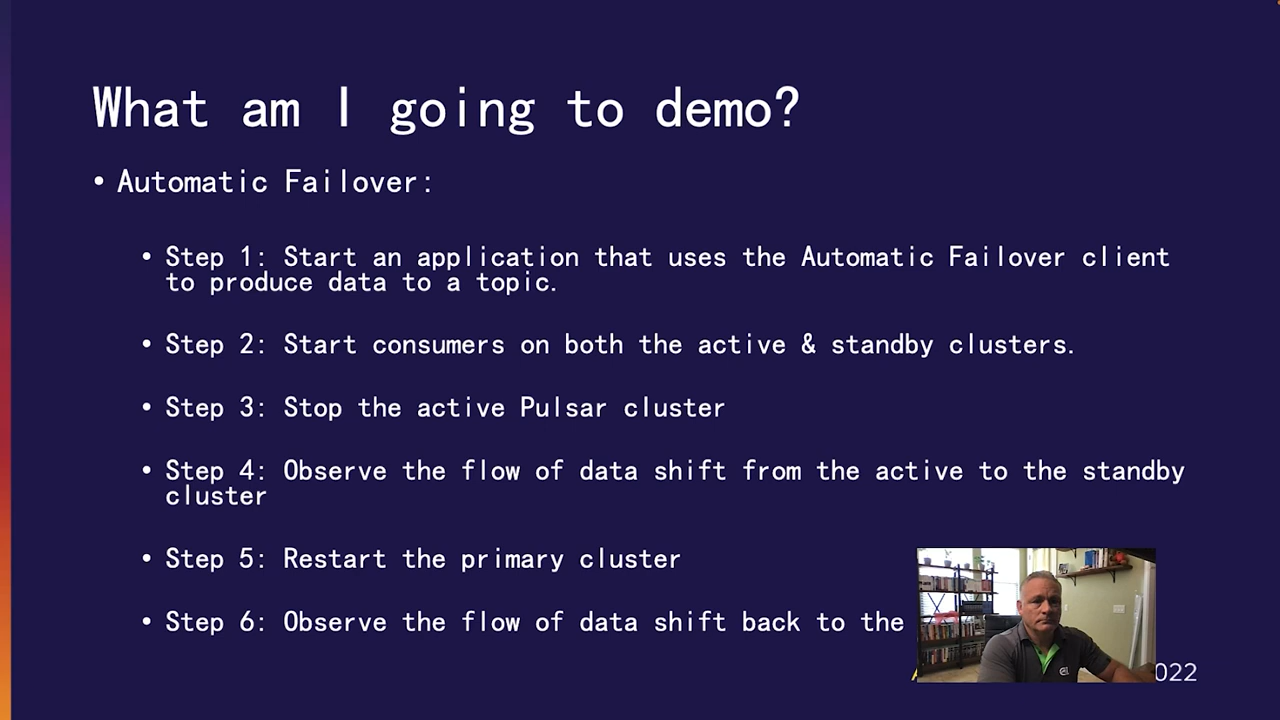 What am I going to demo?
• Automatic Failover:
• Step 1: Start an application that uses the Automatic Failover client
to produce data to a topic.
• Step 2: Start consumers on both the active & standby clusters.
• Step 3: Stop the active Pulsar cluster
• Step 4: Observe the flow of data shift from the active to the standby
cluster
• Step 5: Restart the primary cluster
• Step 6: Observe the flow of data shift back to the
022